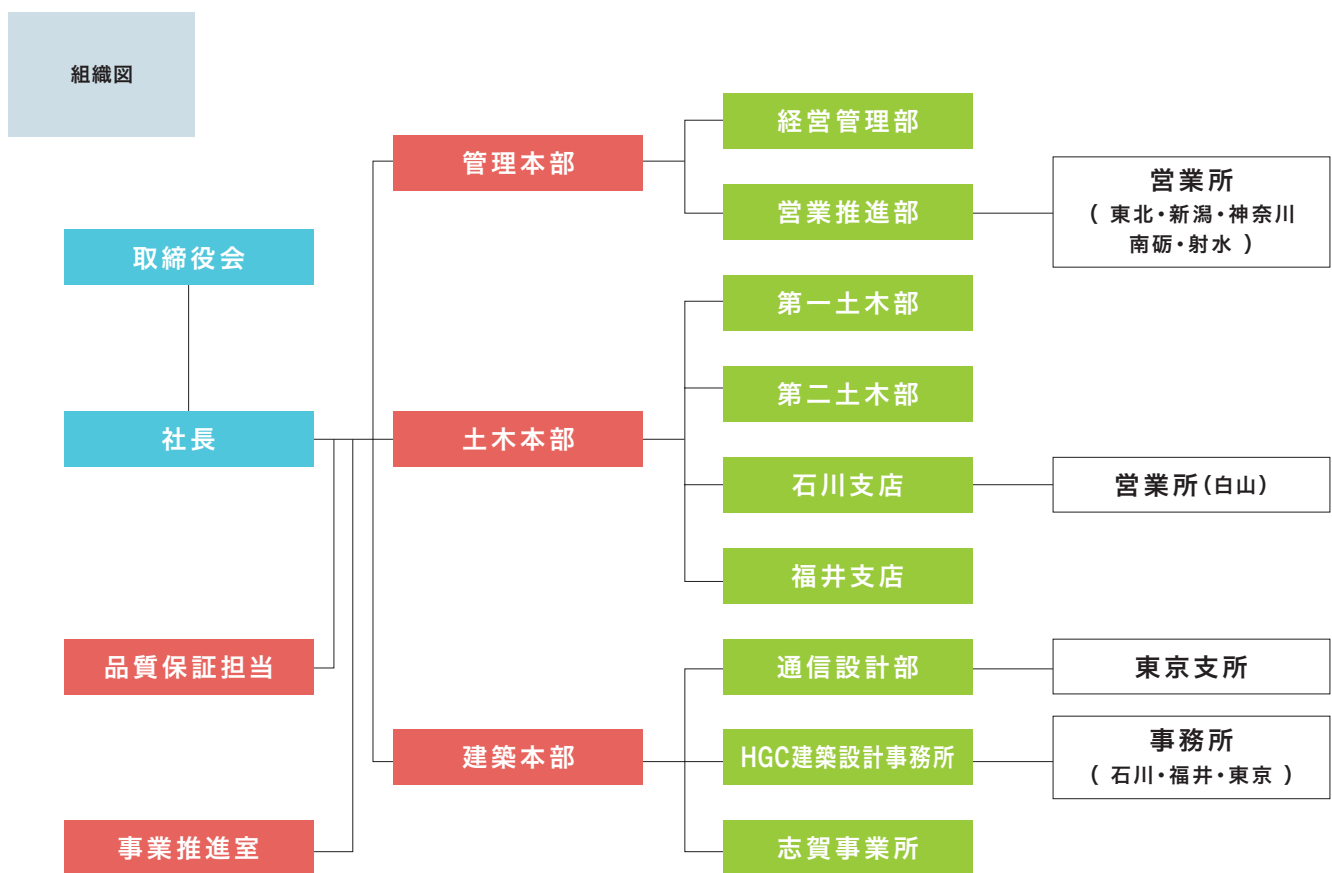 組織図
取締役会
社長
品質保証担当
事業推進室
管理本部
土木本部
建築本部
経営管理部
営業推進部
第一土木部
第二土木部
石川支店
福井支店
通信設計部
HGC建築設計事務所
志賀事業所
営業所
( 東北・新潟・神奈川
南砺・射水 )
営業所(白山)
東京支所
事務所
( 石川・福井・東京 )